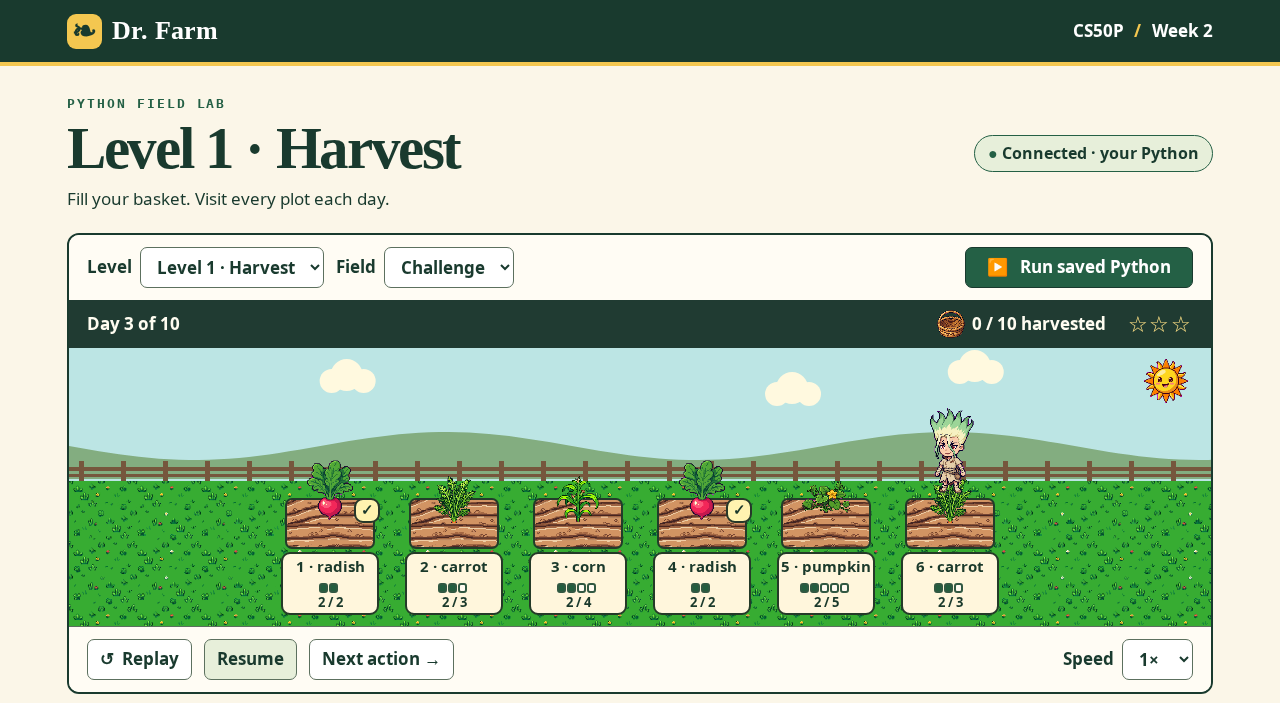 Dr. Farm
CS50P / Week 2
PYTHON FIELD LAB
Level 1 · Harvest
● Connected · your Python
Fill your basket. Visit every plot each day.
Level Level 1 · Harvest Field Challenge ▶️ Run saved Python
Day 3 of 10 0 / 10 harvested ☆☆☆
✓ ✓
1 · radish 2 · carrot 3 · corn 4 · radish 5 · pumpkin 6 · carrot
2 / 2 2 / 3 2 / 4 2 / 2 2 / 5 2 / 3
↺ Replay Resume Next action → Speed 1×